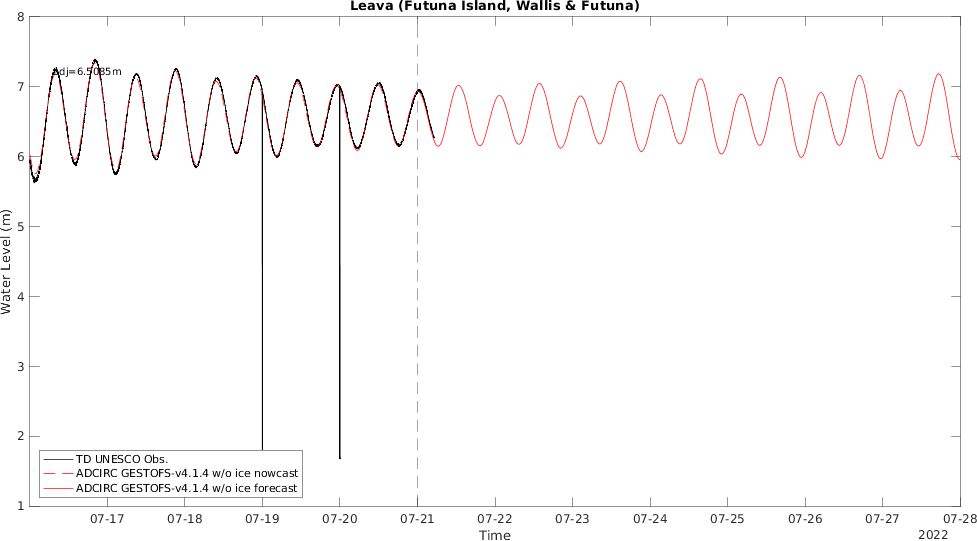 Leava (Futuna Island, Wallis & Futuna)
8
7
6
5
4
3
2
1
Water Level (m)
TD UNESCO Obs.
ADCIRC GESTOFS-v4.1.4 w/o ice nowcast
ADCIRC GESTOFS-v4.1.4 w/o ice forecast
07-17 07-18 07-19 07-20 07-21 07-22 07-23 07-24 07-25 07-26 07-27 07-28
Time
2022